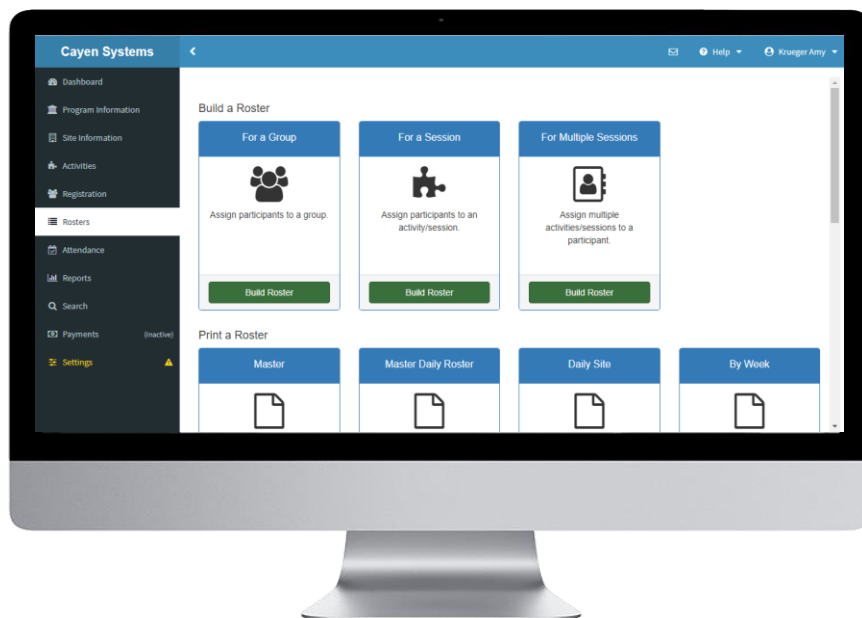 Cayen Systems
Help
Krueger Amy
Dashboard
Program Information
Site Information
Activities
Registration
Rosters
Attendance
Reports
Search
Payments (Inactive)
Settings
Build a Roster
For a Group
Assign participants to a group.
Build Roster
For a Session
Assign participants to an
activity/session.
Build Roster
For Multiple Sessions
Assign multiple
activities/sessions to a
participant.
Build Roster
Print a Roster
Master
Master Daily Roster
Daily Site
By Week